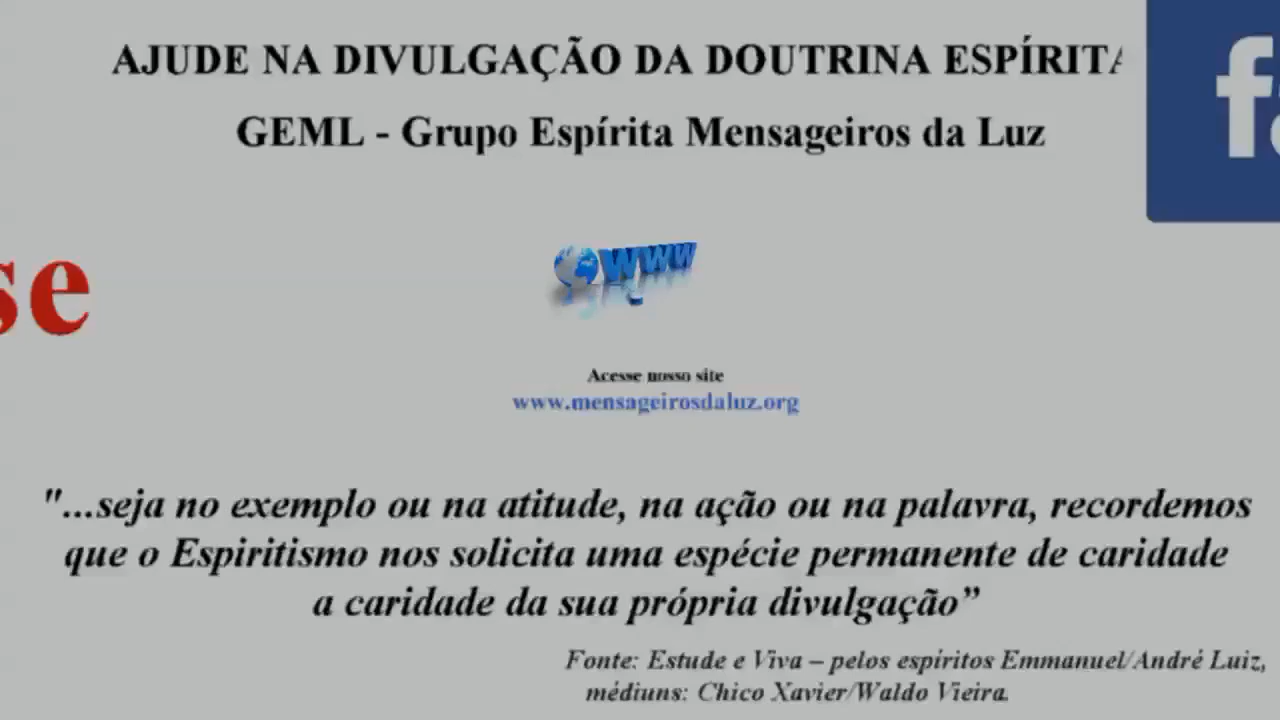 AJUDE NA DIVULGAÇÃO DA DOUTRINA ESPÍRITA
GEML - Grupo Espírita Mensageiros da Luz
fa
se
www
Acesse nosso site
www.mensageirosdaluz.org
"...seja no exemplo ou na atitude, na ação ou na palavra, recordemos
que o Espiritismo nos solicita uma espécie permanente de caridade
a caridade da sua própria divulgação”
Fonte: Estude e Viva – pelos espíritos Emmanuel/André Luiz,
médiuns: Chico Xavier/Waldo Vieira.